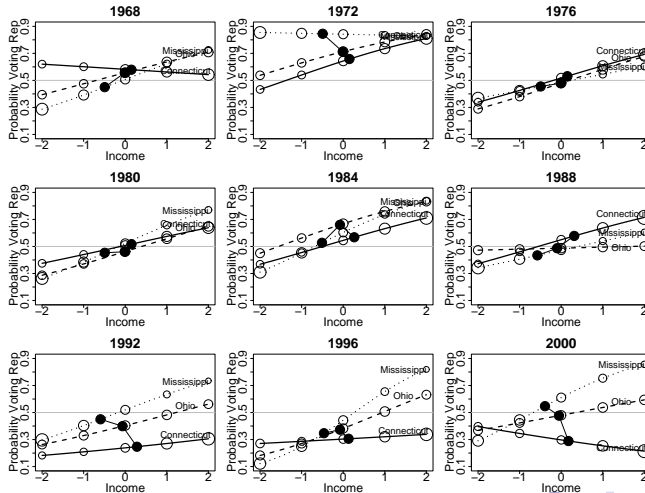 1968
1972
1976
Probability Voting Rep
0.1 0.3 0.5 0.7 0.9
Mississippi
Ohio
Connecticut
−2 −1 0 1 2
Income
Probability Voting Rep
0.1 0.3 0.5 0.7 0.9
−2 −1 0 1 2
Income
Probability Voting Rep
0.1 0.3 0.5 0.7 0.9
Connecticut
Ohio
Mississippi
−2 −1 0 1 2
Income
1980
1984
1988
Probability Voting Rep
0.1 0.3 0.5 0.7 0.9
Mississippi
Connecticut
Ohio
−2 −1 0 1 2
Income
Probability Voting Rep
0.1 0.3 0.5 0.7 0.9
Mississippi
Ohio
Connecticut
−2 −1 0 1 2
Income
Probability Voting Rep
0.1 0.3 0.5 0.7 0.9
Connecticut
Mississippi
Ohio
−2 −1 0 1 2
Income
1992
1996
2000
Probability Voting Rep
0.1 0.3 0.5 0.7 0.9
Mississippi
Ohio
Connecticut
−2 −1 0 1 2
Income
Probability Voting Rep
0.1 0.3 0.5 0.7 0.9
Mississippi
Ohio
Connecticut
−2 −1 0 1 2
Income
Probability Voting Rep
0.1 0.3 0.5 0.7 0.9
Mississippi
Ohio
Connecticut
−2 −1 0 1 2
Income